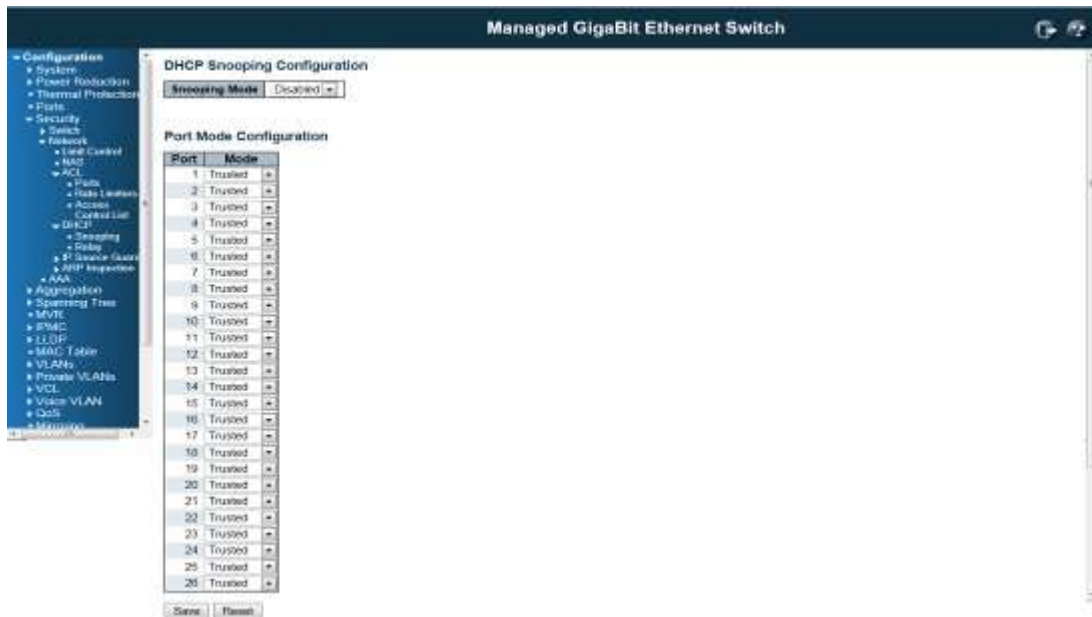 Managed GigaBit Ethernet Switch
Configuration
System
Power Reduction
Thermal Protection
Ports
Security
Switch
Network
Limit Control
NAS
ACL
Ports
Rate Limiters
Access
Control List
DHCP
Snooping
Relay
IP Source Guard
ARP Inspection
AAA
Aggregation
Spanning Tree
MVR
IPMC
LLDP
MAC Table
VLANs
Private VLANs
VCL
Voice VLAN
QoS
Mirroring
DHCP Snooping Configuration
Snooping Mode Disabled
Port Mode Configuration
Port Mode
1 Trusted
2 Trusted
3 Trusted
4 Trusted
5 Trusted
6 Trusted
7 Trusted
8 Trusted
9 Trusted
10 Trusted
11 Trusted
12 Trusted
13 Trusted
14 Trusted
15 Trusted
16 Trusted
17 Trusted
18 Trusted
19 Trusted
20 Trusted
21 Trusted
22 Trusted
23 Trusted
24 Trusted
25 Trusted
26 Trusted
Save Reset